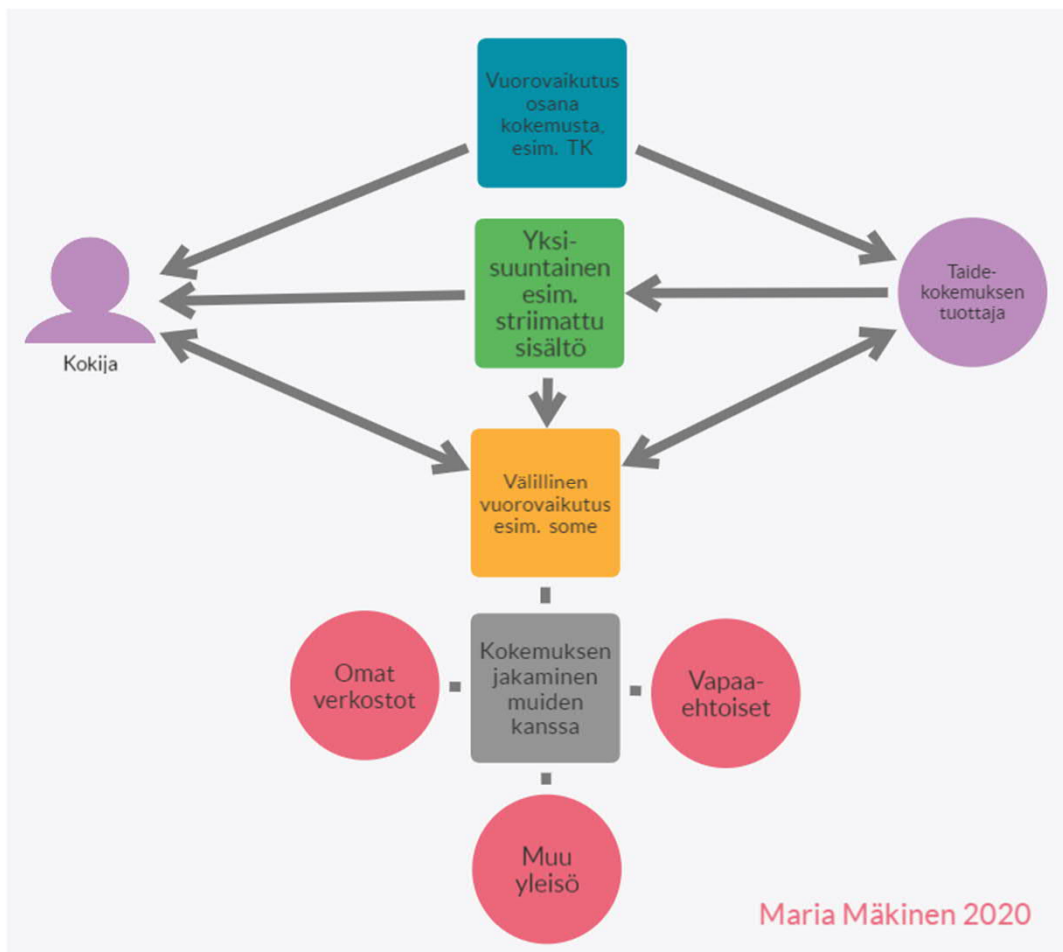 Vuorovaikutus
osana
kokemusta,
esim. TK
Yksi-
suuntainen
esim.
striimattu
sisältö
Taide-
kokemuksen
tuottaja
Kokija
Välillinen
vuorovaikutus
esim. some
Omat
verkostot
Kokemuksen
jakaminen
muiden
kanssa
Vapaa-
ehtoiset
Muu
yleisö
Maria Mäkinen 2020